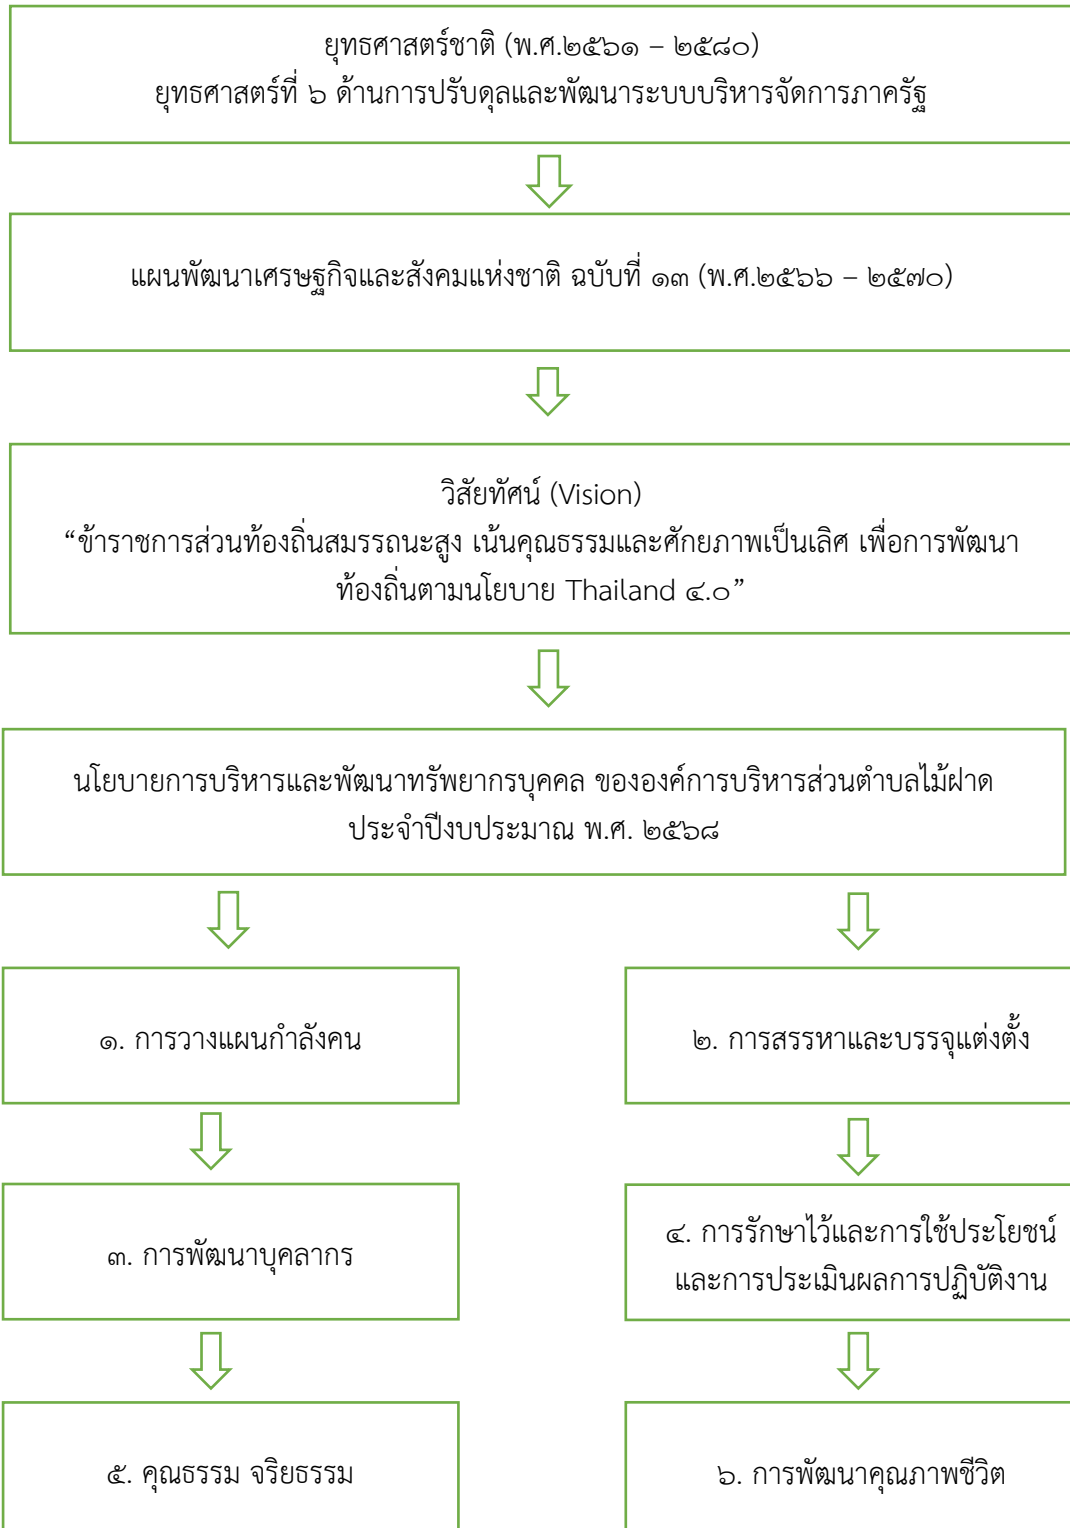 ยุทธศาสตร์ชาติ (พ.ศ.๒๕๖๑ – ๒๕๘๐)
ยุทธศาสตร์ที่ ๖ ด้านการปรับดุลและพัฒนาระบบบริหารจัดการภาครัฐ
แผนพัฒนาเศรษฐกิจและสังคมแห่งชาติ ฉบับที่ ๑๓ (พ.ศ.๒๕๖๖ – ๒๕๗๐)
วิสัยทัศน์ (Vision)
“ข้าราชการส่วนท้องถิ่นสมรรถนะสูง เน้นคุณธรรมและศักยภาพเป็นเลิศ เพื่อการพัฒนา
ท้องถิ่นตามนโยบาย Thailand ๔.๐”
นโยบายการบริหารและพัฒนาทรัพยากรบุคคล ขององค์การบริหารส่วนตำบลไม้ฝาด
ประจำปีงบประมาณ พ.ศ. ๒๕๖๘
๑. การวางแผนกำลังคน
๒. การสรรหาและบรรจุแต่งตั้ง
๓. การพัฒนาบุคลากร
๔. การรักษาไว้และการใช้ประโยชน์
และการประเมินผลการปฏิบัติงาน
๕. คุณธรรม จริยธรรม
๖. การพัฒนาคุณภาพชีวิต